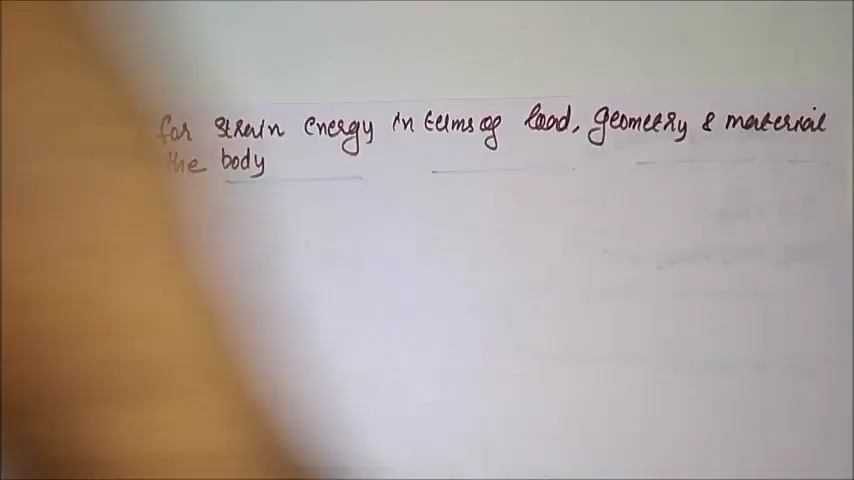 for strain energy in terms of load, geometry & material
the body